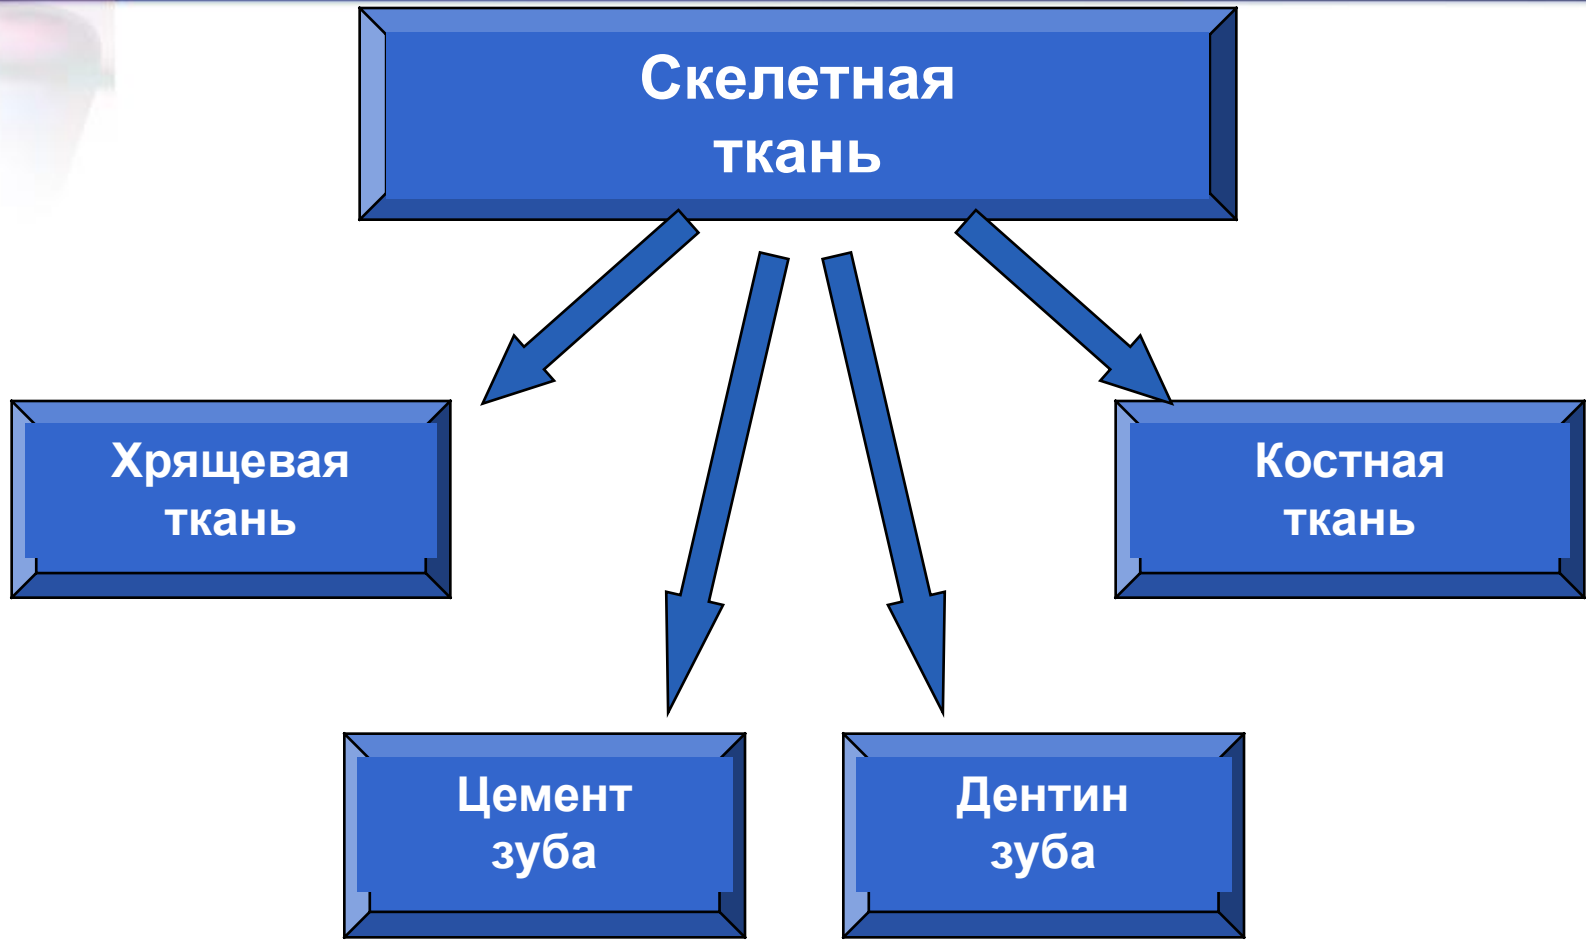 Скелетная
ткань
Хрящевая
ткань
Костная
ткань
Цемент
зуба
Дентин
зуба